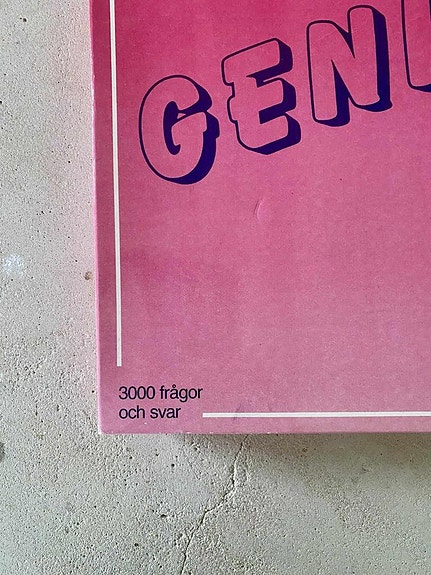 GEN
3000 frågor
och svar